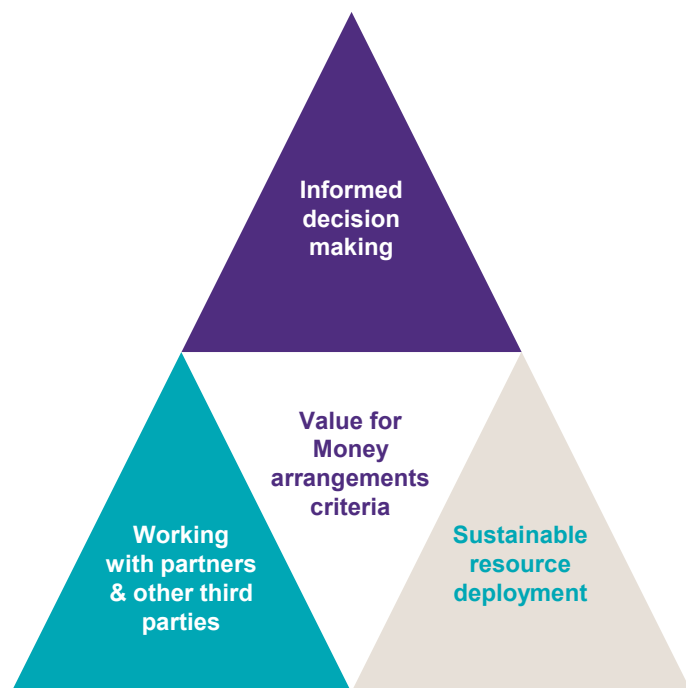 Informed
decision
making
Value for
Money
arrangements
criteria
Working
with partners
& other third
parties
Sustainable
resource
deployment